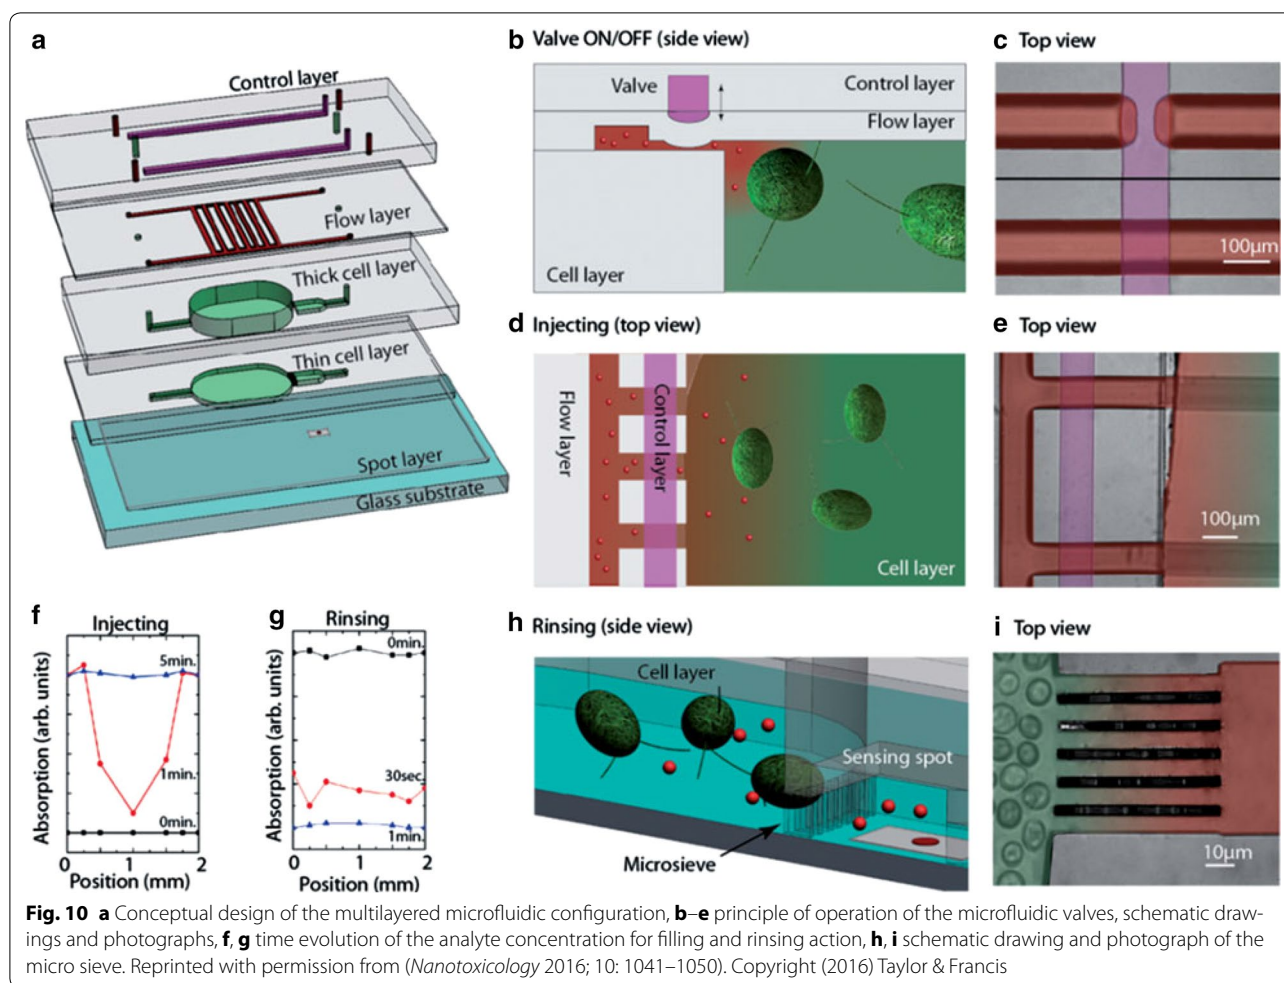 a
Control layer
Flow layer
Thick cell layer
Thin cell layer
Spot layer
Glass substrate
b Valve ON/OFF (side view)
Valve
Control layer
Flow layer
Cell layer
c Top view
100μm
d Injecting (top view)
Flow layer
Control layer
Cell layer
e Top view
100μm
f
Injecting
Absorption (arb. units)
5min.
1min.
0min.
0 1 2
Position (mm)
g
Rinsing
Absorption (arb. units)
0min.
30sec.
1min.
0 1 2
Position (mm)
h Rinsing (side view)
Cell layer
Sensing spot
Microsieve
i Top view
10μm
Fig. 10 a Conceptual design of the multilayered microfluidic configuration, b–e principle of operation of the microfluidic valves, schematic draw-
ings and photographs, f, g time evolution of the analyte concentration for filling and rinsing action, h, i schematic drawing and photograph of the
micro sieve. Reprinted with permission from (Nanotoxicology 2016; 10: 1041–1050). Copyright (2016) Taylor & Francis